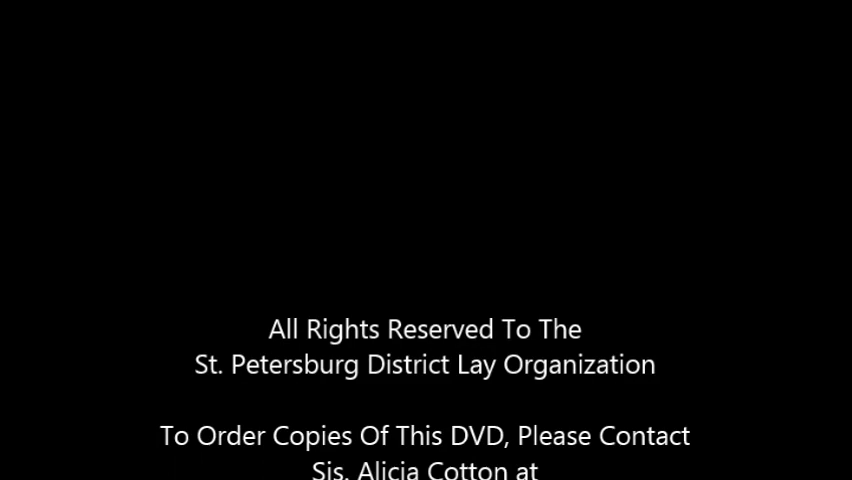 All Rights Reserved To The
St. Petersburg District Lay Organization
To Order Copies Of This DVD, Please Contact
Sis. Alicia Cotton at